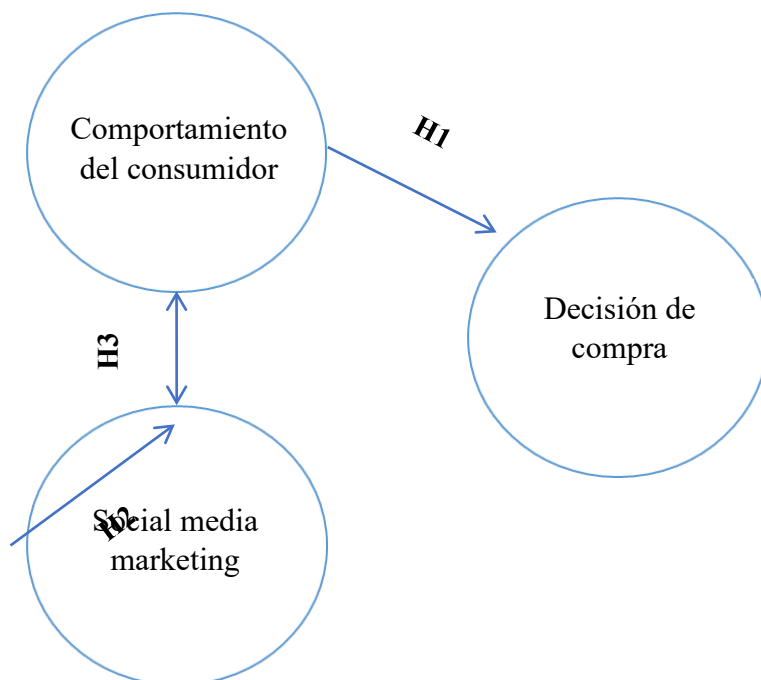 Comportamiento
del consumidor
H1
Decisión de
compra
H3
H2
Social media
marketing